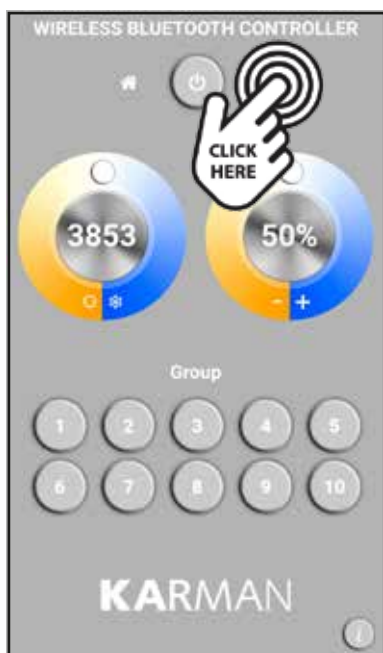 WIRELESS BLUETOOTH CONTROLLER
CLICK
HERE
3853 50%
- +
Group
1 2 3 4 5
6 7 8 9 10
KARMAN
i